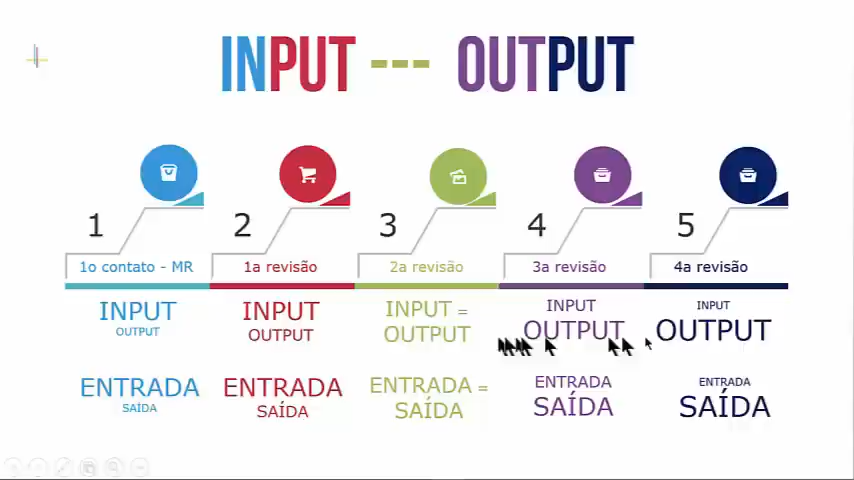 INPUT --- OUTPUT
1 2 3 4 5
1o contato - MR 1a revisão 2a revisão 3a revisão 4a revisão
INPUT INPUT INPUT = INPUT INPUT
OUTPUT OUTPUT OUTPUT OUTPUT OUTPUT
ENTRADA ENTRADA ENTRADA = ENTRADA ENTRADA
SAÍDA SAÍDA SAÍDA SAÍDA SAÍDA